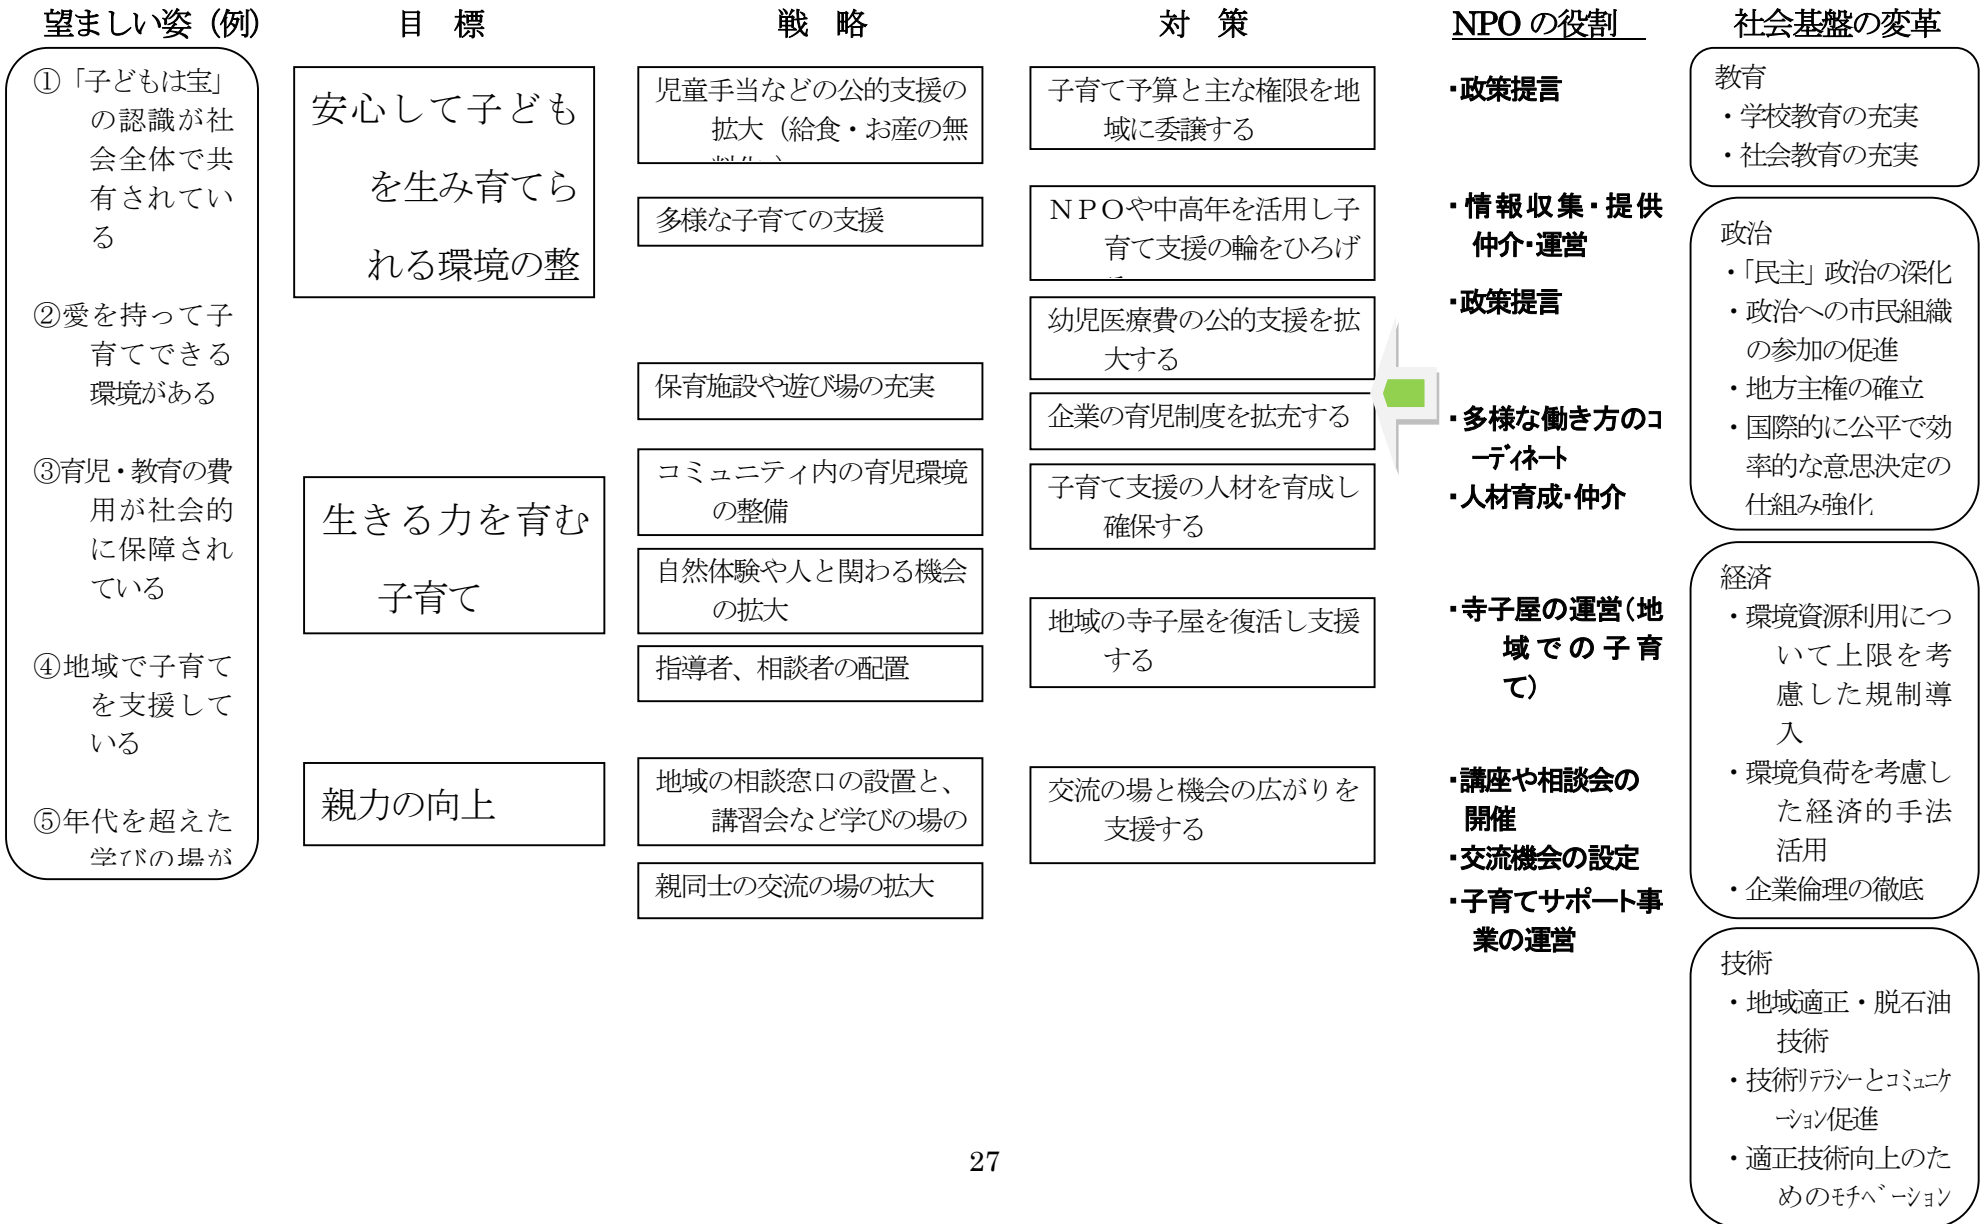 望ましい姿（例）
①「子どもは宝」
の認識が社
会全体で共
有されてい
る
②愛を持って子
育てできる
環境がある
③育児・教育の費
用が社会的
に保障され
ている
④地域で子育て
を支援して
いる
⑤年代を超えた
学びの場が
目　標
安心して子ども
を生み育てら
れる環境の整
生きる力を育む
子育て
親力の向上
戦　略
児童手当などの公的支援の
拡大（給食・お産の無
多様な子育ての支援
保育施設や遊び場の充実
コミュニティ内の育児環境
の整備
自然体験や人と関わる機会
の拡大
指導者、相談者の配置
地域の相談窓口の設置と、
講習会など学びの場の
親同士の交流の場の拡大
対　策
子育て予算と主な権限を地
域に委譲する
ＮＰＯや中高年を活用し子
育て支援の輪をひろげ
幼児医療費の公的支援を拡
大する
企業の育児制度を拡充する
子育て支援の人材を育成し
確保する
地域の寺子屋を復活し支援
する
交流の場と機会の広がりを
支援する
NPO の役割
・政策提言
・情報収集・提供
仲介・運営
・政策提言
・多様な働き方のｺ
ｰﾃﾞｨﾈｰﾄ
・人材育成・仲介
・寺子屋の運営（地
域での子育
て）
・講座や相談会の
開催
・交流機会の設定
・子育てサポート事
業の運営
社会基盤の変革
教育
・学校教育の充実
・社会教育の充実
政治
・「民主」政治の深化
・政治への市民組織
の参加の促進
・地方主権の確立
・国際的に公平で効
率的な意思決定の
仕組み強化
経済
・環境資源利用につ
いて上限を考
慮した規制導
入
・環境負荷を考慮し
た経済的手法
活用
・企業倫理の徹底
技術
・地域適正・脱石油
技術
・技術ﾘﾃﾗｼｰとｺﾐｭﾆｹ
ｰｼｮﾝ促進
・適正技術向上のた
めのﾓﾁﾍﾞｰｼｮﾝ
27